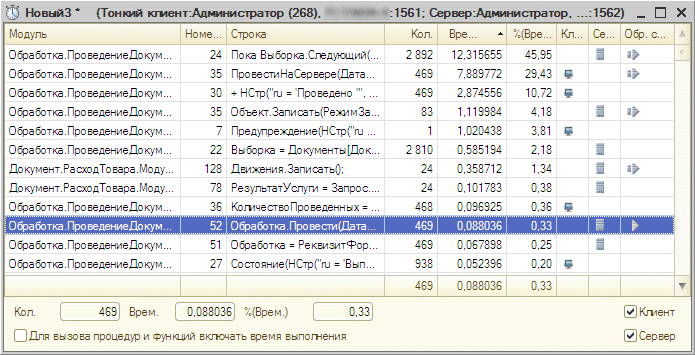 Новый3 * (Тонкий клиент:Администратор (268), :1561; Сервер:Администратор, ...:1562)
Модуль Номе... Строка Кол. Вре... %(Вре... Кл... Се... Обр. с...
Обработка.ПроведениеДокум... 24 Пока Выборка.Следующий(... 2 892 12,315655 45,95
Обработка.ПроведениеДокум... 35 ПровестиНаСервере(Дата... 469 7,889772 29,43
Обработка.ПроведениеДокум... 30 + НСтр("ru = 'Проведено '", ... 469 2,874556 10,72
Обработка.ПроведениеДокум... 35 Объект.Записать(РежимЗа... 83 1,119984 4,18
Обработка.ПроведениеДокум... 7 Предупреждение(НСтр("ru ... 1 1,020438 3,81
Обработка.ПроведениеДокум... 22 Выборка = Документы[Док... 2 810 0,585194 2,18
Документ.РасходТовара.Моду... 128 Движения.Записать(); 24 0,358712 1,34
Документ.РасходТовара.Моду... 78 РезультатУслуги = Запрос.... 24 0,101783 0,38
Обработка.ПроведениеДокум... 36 КоличествоПроведенных = ... 468 0,096925 0,36
Обработка.ПроведениеДокум... 52 Обработка.Провести(Дата... 469 0,088036 0,33
Обработка.ПроведениеДокум... 51 Обработка = РеквизитФор... 469 0,067898 0,25
Обработка.ПроведениеДокум... 27 Состояние(НСтр("ru = 'Вып... 938 0,052396 0,20
469 0,088036 0,33
Кол. 469 Врем. 0,088036 %(Врем.) 0,33 Клиент
Для вызова процедур и функций включать время выполнения Сервер